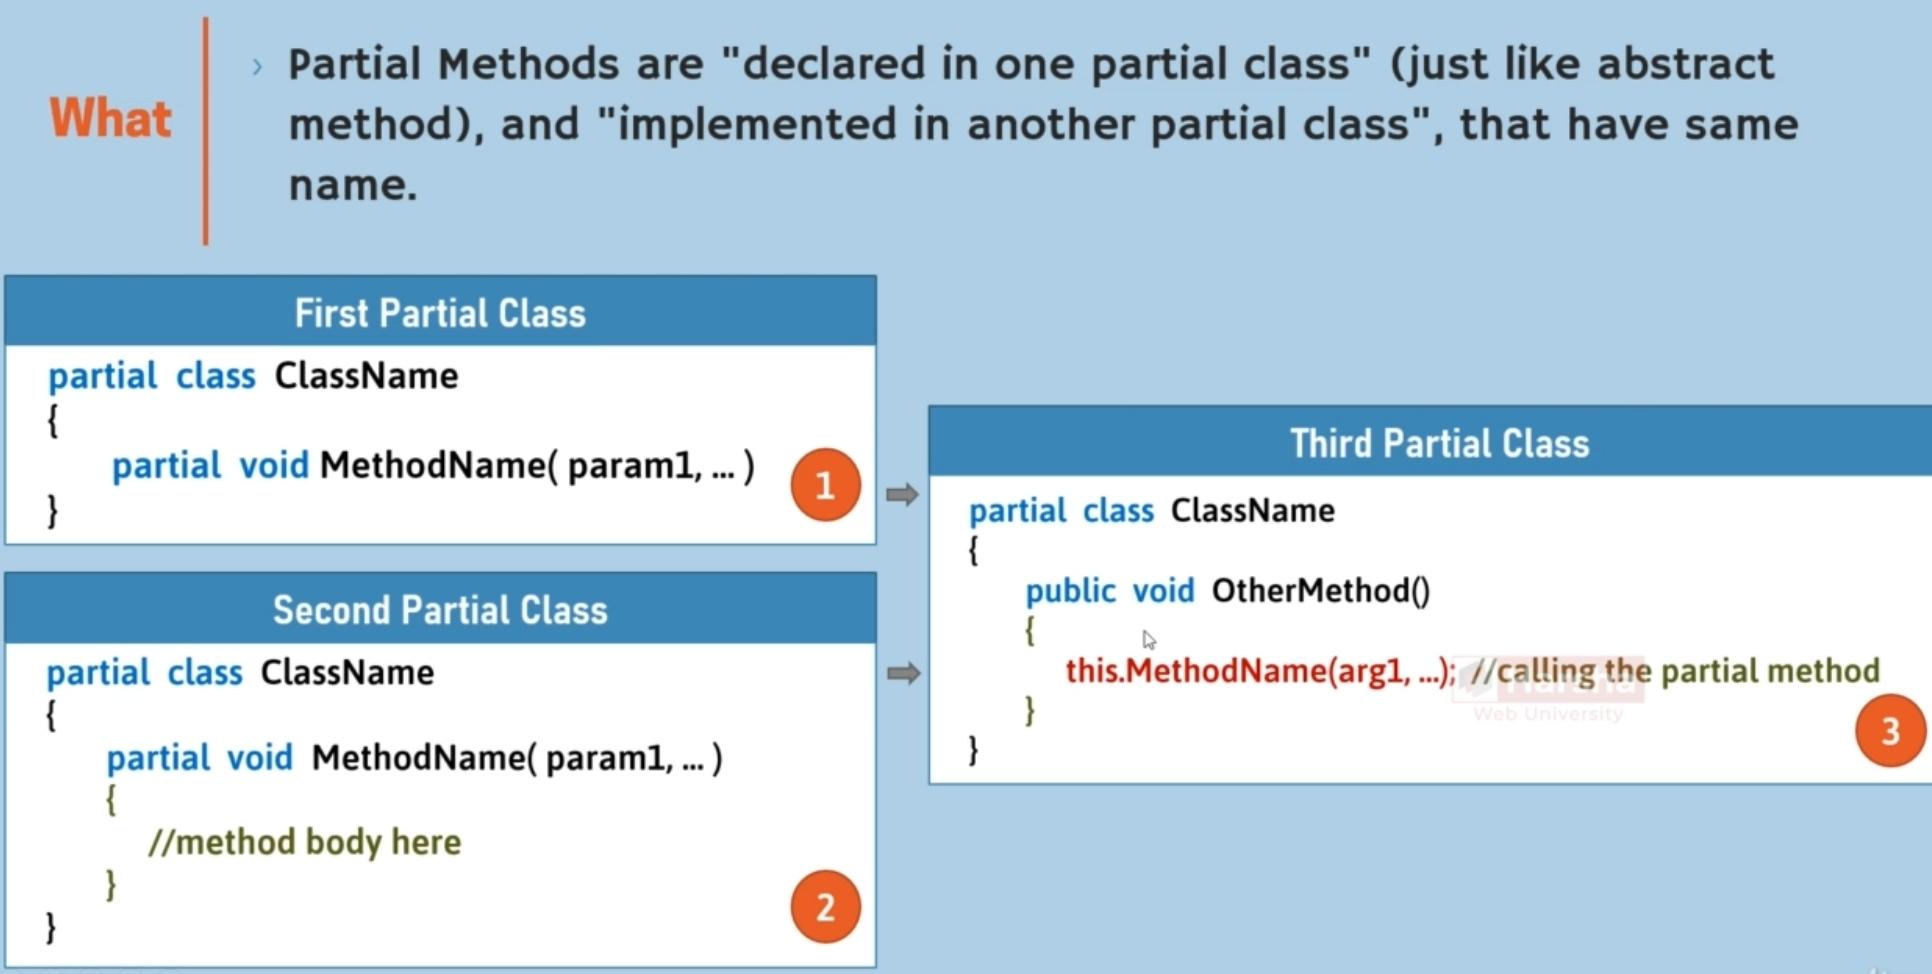 What
› Partial Methods are "declared in one partial class" (just like abstract
method), and "implemented in another partial class", that have same
name.
First Partial Class
partial class ClassName
{
partial void MethodName( param1, ... )
}
1
Second Partial Class
partial class ClassName
{
partial void MethodName( param1, ... )
{
//method body here
}
}
2
Third Partial Class
partial class ClassName
{
public void OtherMethod()
{
this.MethodName(arg1, ...); //calling the partial method
}
}
3
Harsha
Web University